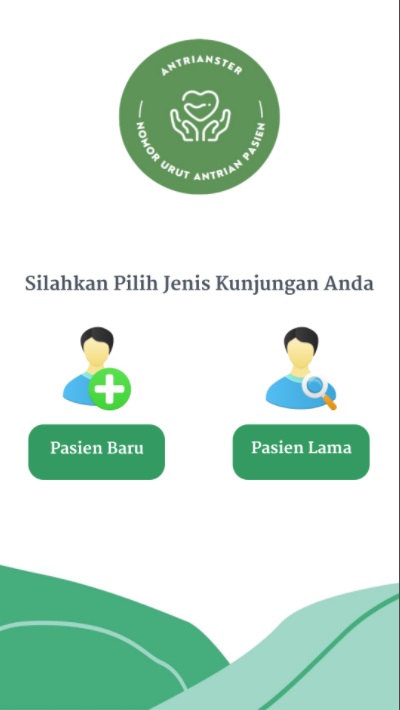 ANTRIANSTER
NOMOR URUT ANTRIAN PASIEN
Silahkan Pilih Jenis Kunjungan Anda
Pasien Baru
Pasien Lama